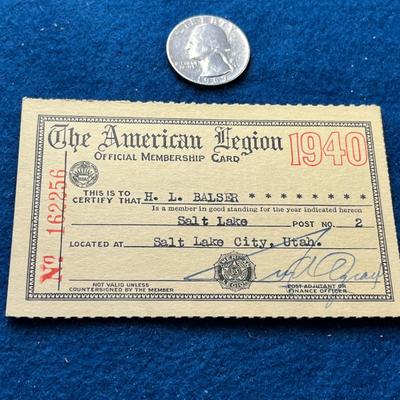 LIBERTY
The American Legion
OFFICIAL MEMBERSHIP CARD
1940
No 162256
THIS IS TO
CERTIFY THAT H. L. BALSER * * * * * * * *
Is a member in good standing for the year indicated hereon
Salt Lake POST NO. 2
LOCATED AT Salt Lake City, Utah.
NOT VALID UNLESS
COUNTERSIGNED BY THE MEMBER
POST ADJUTANT OR
FINANCE OFFICER